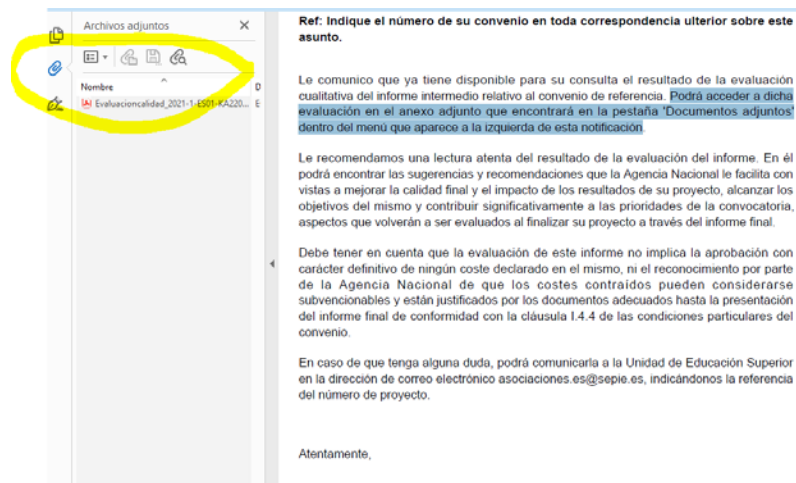 Archivos adjuntos
Nombre
D
Evaluacioncalidad_2021-1-ES01-KA220...
E
Ref: Indique el número de su convenio en toda correspondencia ulterior sobre este
asunto.
Le comunico que ya tiene disponible para su consulta el resultado de la evaluación
cualitativa del informe intermedio relativo al convenio de referencia. Podrá acceder a dicha
evaluación en el anexo adjunto que encontrará en la pestaña 'Documentos adjuntos'
dentro del menú que aparece a la izquierda de esta notificación.
Le recomendamos una lectura atenta del resultado de la evaluación del informe. En él
podrá encontrar las sugerencias y recomendaciones que la Agencia Nacional le facilita con
vistas a mejorar la calidad final y el impacto de los resultados de su proyecto, alcanzar los
objetivos del mismo y contribuir significativamente a las prioridades de la convocatoria,
aspectos que volverán a ser evaluados al finalizar su proyecto a través del informe final.
Debe tener en cuenta que la evaluación de este informe no implica la aprobación con
carácter definitivo de ningún coste declarado en el mismo, ni el reconocimiento por parte
de la Agencia Nacional de que los costes contraídos pueden considerarse
subvencionables y están justificados por los documentos adecuados hasta la presentación
del informe final de conformidad con la cláusula I.4.4 de las condiciones particulares del
convenio.
En caso de que tenga alguna duda, podrá comunicarla a la Unidad de Educación Superior
en la dirección de correo electrónico asociaciones.es@sepie.es, indicándonos la referencia
del número de proyecto.
Atentamente,